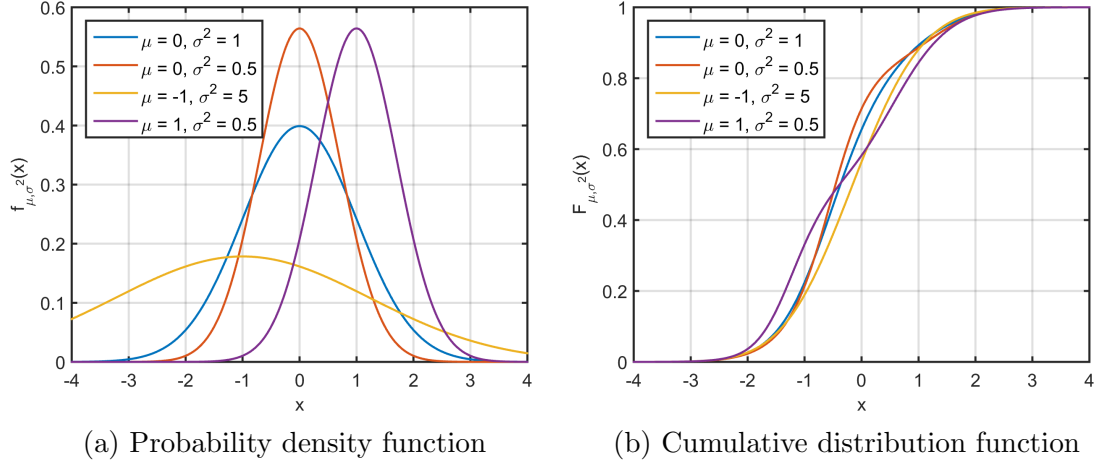 0.6
0.5
0.4
0.3
0.2
0.1
0
-4 -3 -2 -1 0 1 2 3 4
x
f μ,σ² (x)
μ = 0, σ² = 1
μ = 0, σ² = 0.5
μ = -1, σ² = 5
μ = 1, σ² = 0.5
(a) Probability density function
1
0.8
0.6
0.4
0.2
0
-4 -3 -2 -1 0 1 2 3 4
x
F μ,σ² (x)
μ = 0, σ² = 1
μ = 0, σ² = 0.5
μ = -1, σ² = 5
μ = 1, σ² = 0.5
(b) Cumulative distribution function